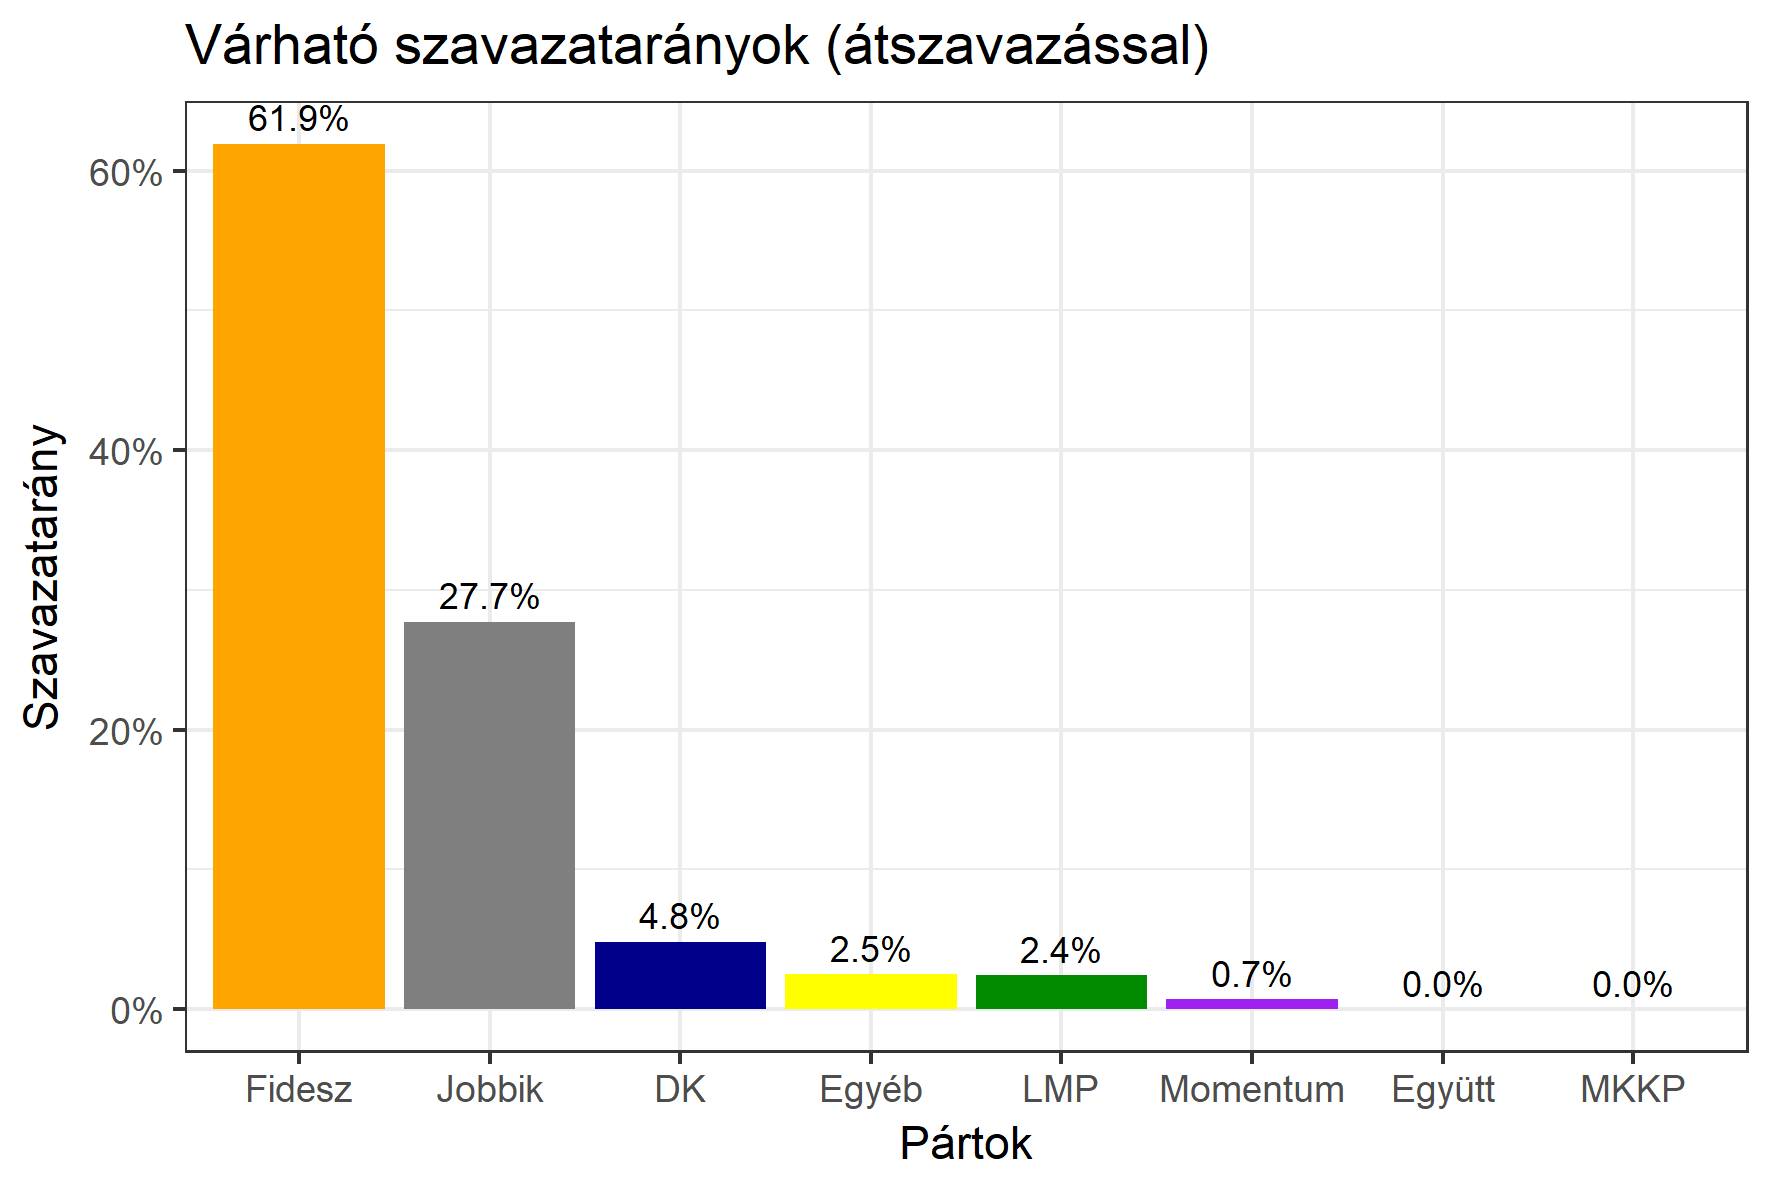 Várható szavazatarányok (átszavazással)
Szavazatarány
60%
40%
20%
0%
61.9%
27.7%
4.8%
2.5%
2.4%
0.7%
0.0%
0.0%
Fidesz
Jobbik
DK
Egyéb
LMP
Momentum
Együtt
MKKP
Pártok